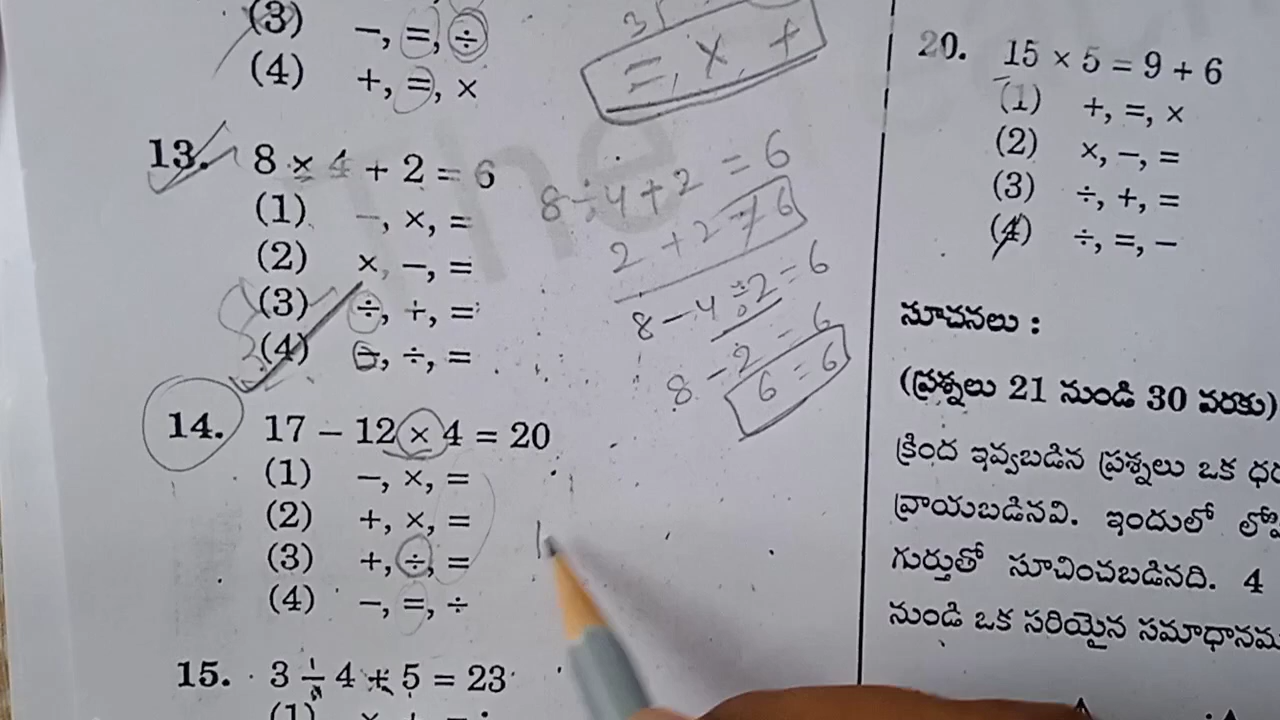 (3) −, =, ÷
(4) +, =, ×
=, ×, +
13. 8 × 4 + 2 = 6
(1) −, ×, =
(2) ×, −, =
(3) ÷, +, =
(4) −, ÷, =
8 ÷ 4 + 2 = 6
2 + 2 ≠ 6
8 − 4 ÷ 2 = 6
8 − 2 = 6
6 = 6
14. 17 − 12 × 4 = 20
(1) −, ×, =
(2) +, ×, =
(3) +, ÷, =
(4) −, =, ÷
15. 3 ÷ 4 + 5 = 23
(1)
20. 15 × 5 = 9 + 6
(1) +, =, ×
(2) ×, −, =
(3) ÷, +, =
(4) ÷, =, −
సూచనలు :
(ప్రశ్నలు 21 నుండి 30 వరకు)
క్రింద ఇవ్వబడిన ప్రశ్నలు ఒక
వ్రాయబడినవి. ఇందులో
గుర్తుతో సూచించబడినది. 4
నుండి ఒక సరియైన